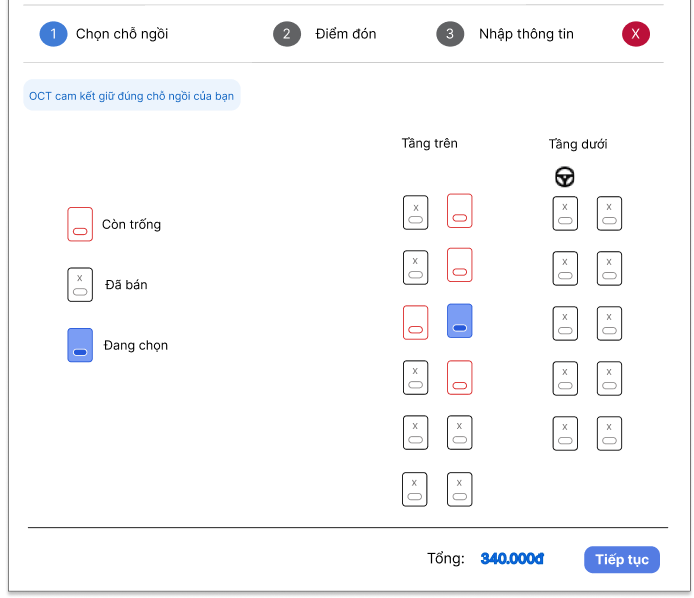 1 Chọn chỗ ngồi 2 Điểm đón 3 Nhập thông tin X
OCT cam kết giữ đúng chỗ ngồi của bạn
Tầng trên Tầng dưới
X X X
Còn trống
X X X
X Đã bán
X X
Đang chọn
X X X
X X X X
X X
Tổng: 340.000đ Tiếp tục